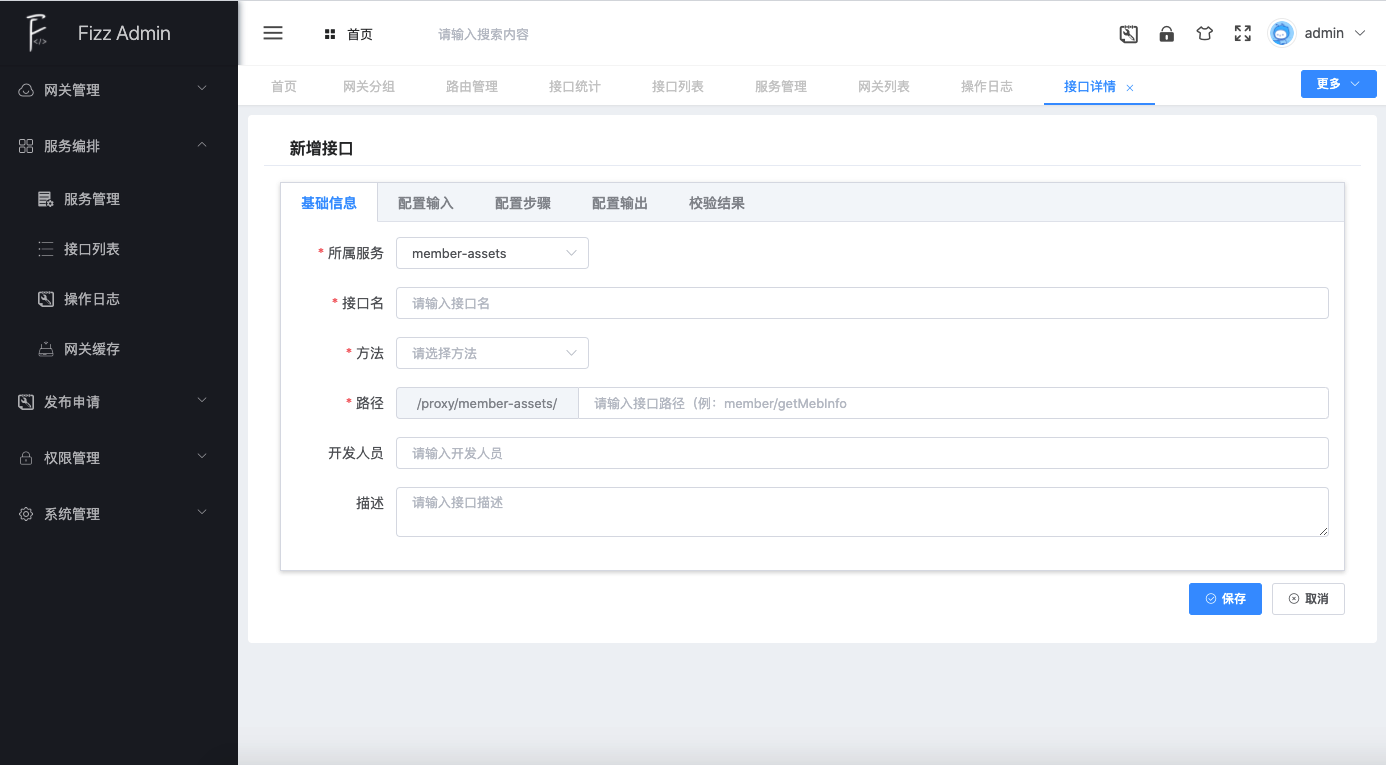 Fizz Admin
首页
请输入搜索内容
admin
网关管理
服务编排
服务管理
接口列表
操作日志
网关缓存
发布申请
权限管理
系统管理
首页 网关分组 路由管理 接口统计 接口列表 服务管理 网关列表 操作日志 接口详情 × 更多
新增接口
基础信息 配置输入 配置步骤 配置输出 校验结果
* 所属服务 member-assets
* 接口名 请输入接口名
* 方法 请选择方法
* 路径 /proxy/member-assets/ 请输入接口路径（例：member/getMebInfo
开发人员 请输入开发人员
描述 请输入接口描述
保存 取消